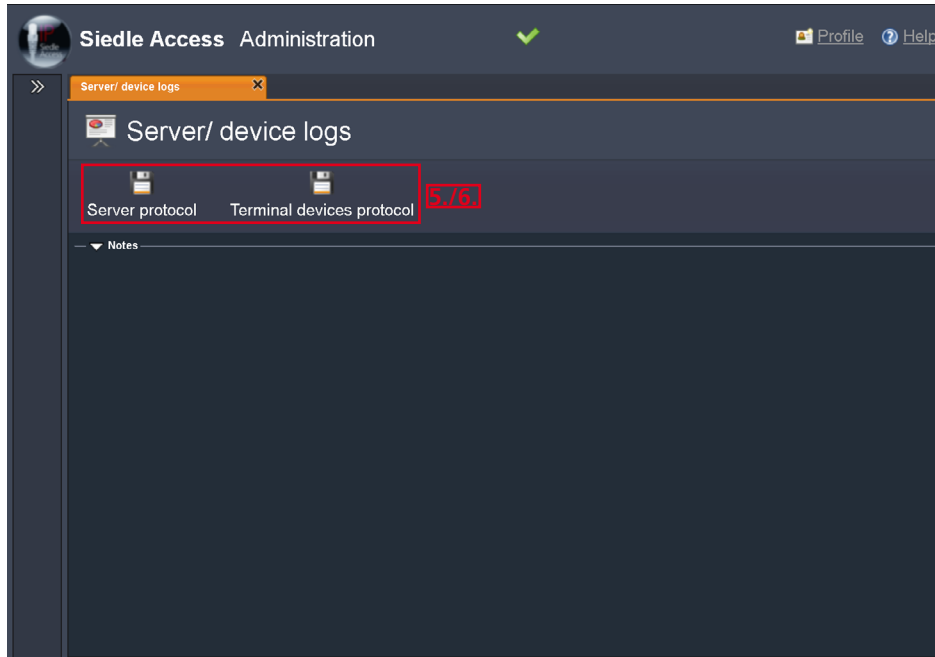 Siedle Access Administration
Profile
Help
Server/ device logs
Server/ device logs
Server protocol
Terminal devices protocol
5./6.
Notes